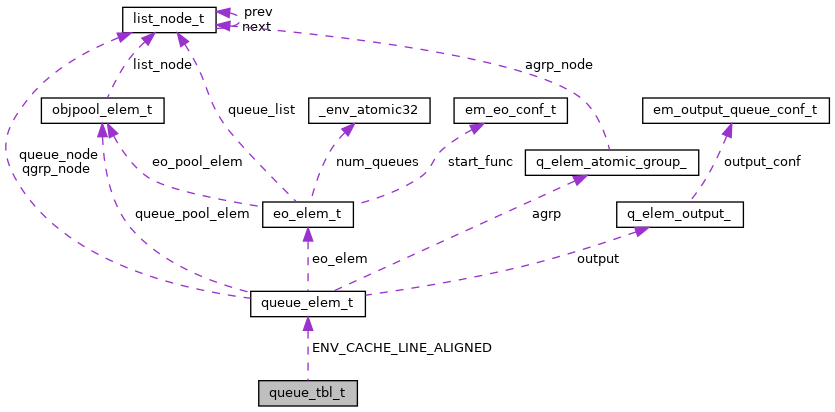 list_node_t
prev
next
list_node
agrp_node
objpool_elem_t
queue_list
_env_atomic32
em_eo_conf_t
em_output_queue_conf_t
queue_node
qgrp_node
eo_pool_elem
num_queues
start_func
q_elem_atomic_group_
output_conf
queue_pool_elem
eo_elem_t
agrp
q_elem_output_
eo_elem
output
queue_elem_t
ENV_CACHE_LINE_ALIGNED
queue_tbl_t